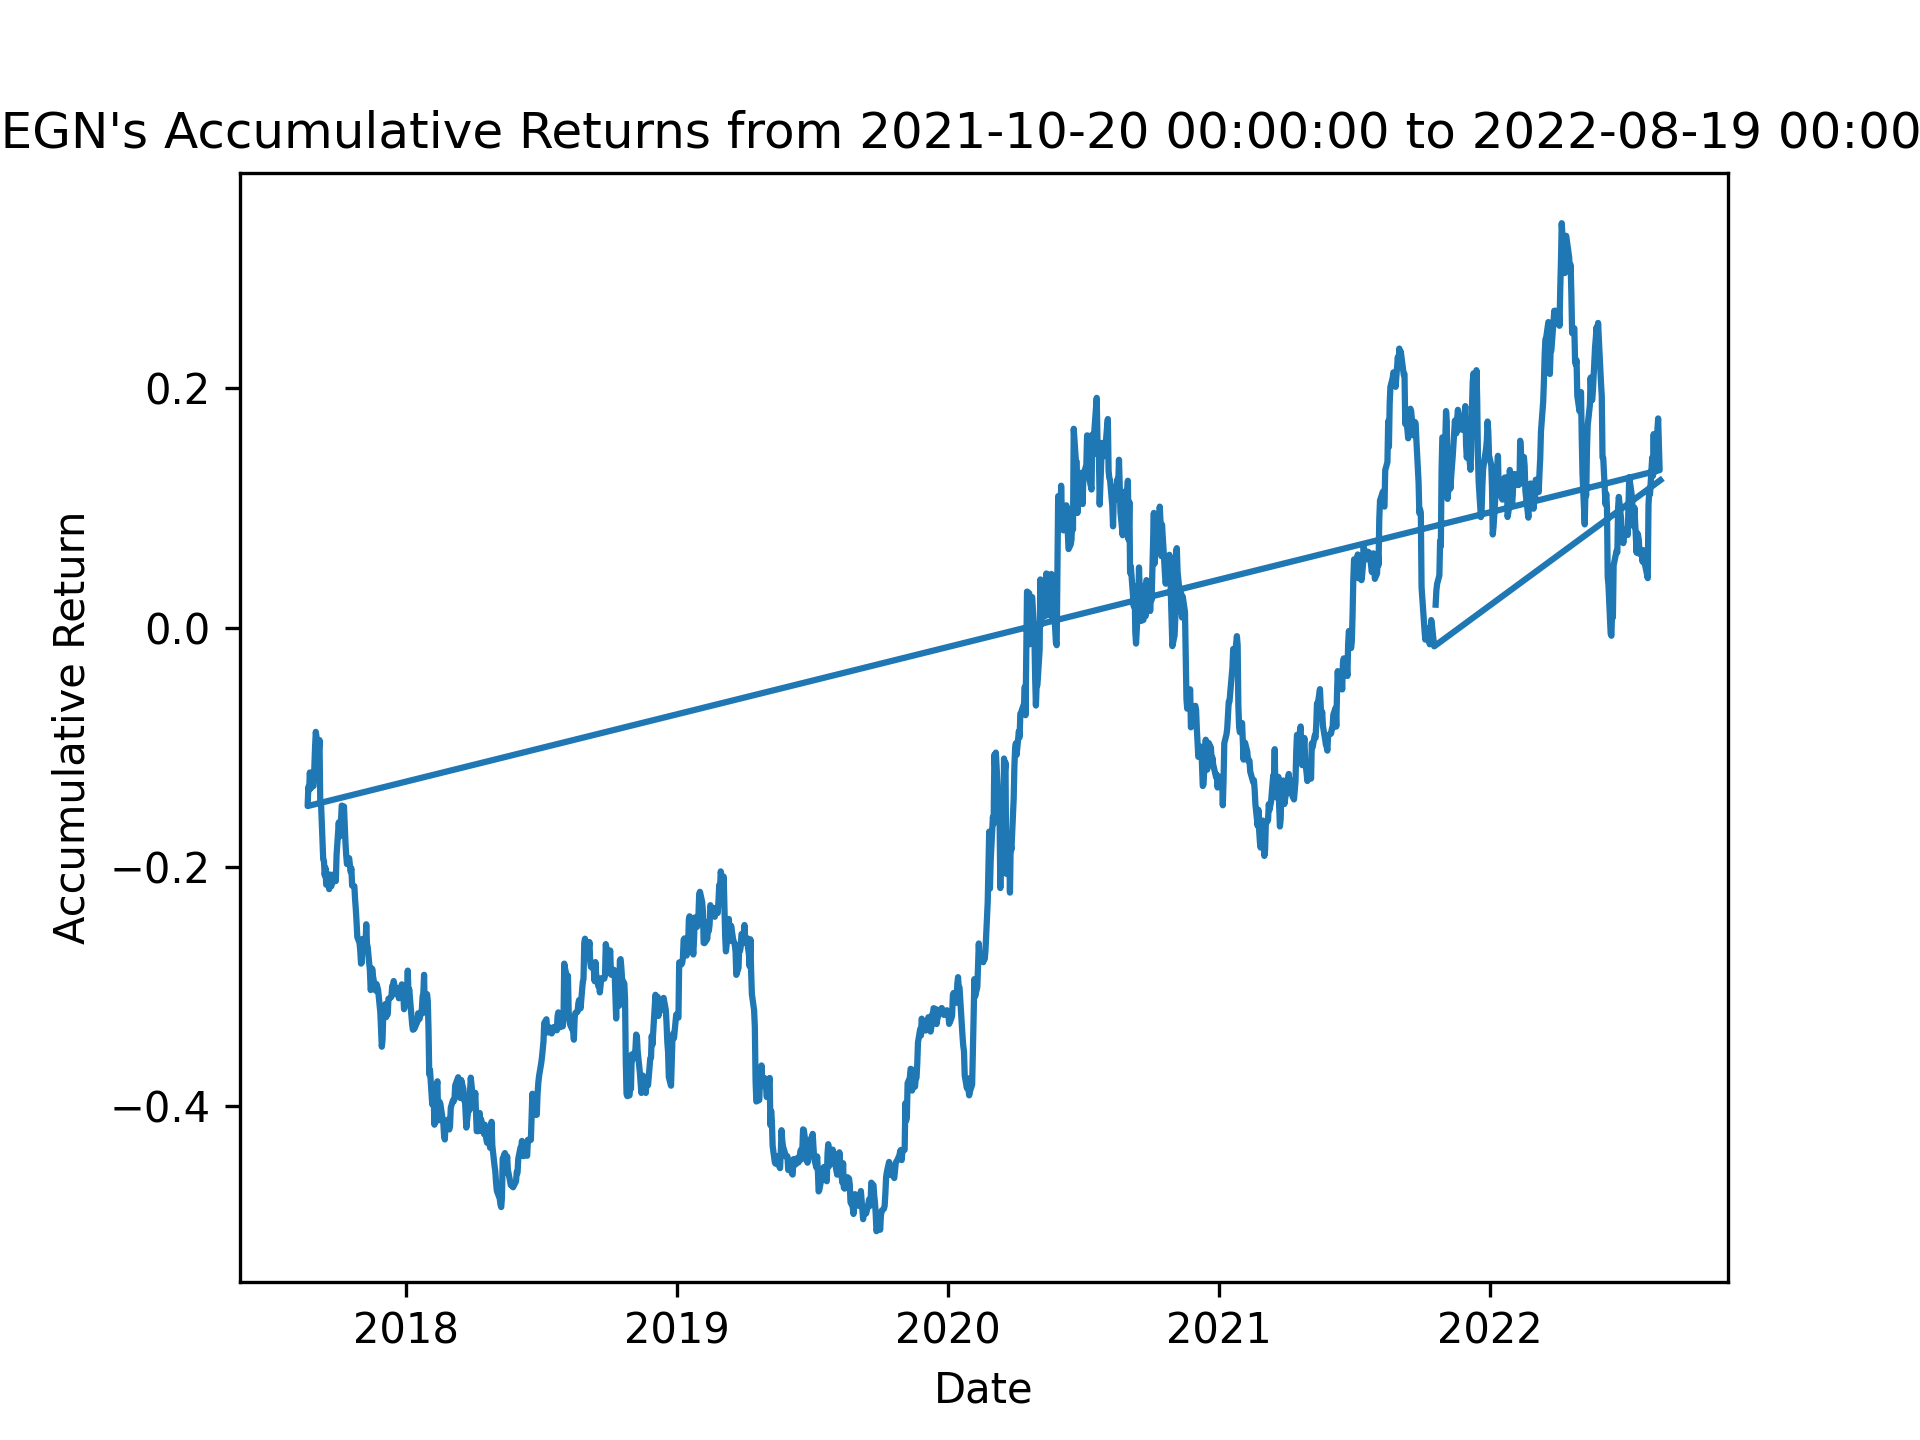 EGN's Accumulative Returns from 2021-10-20 00:00:00 to 2022-08-19 00:00
Accumulative Return
0.2
0.0
−0.2
−0.4
2018 2019 2020 2021 2022
Date